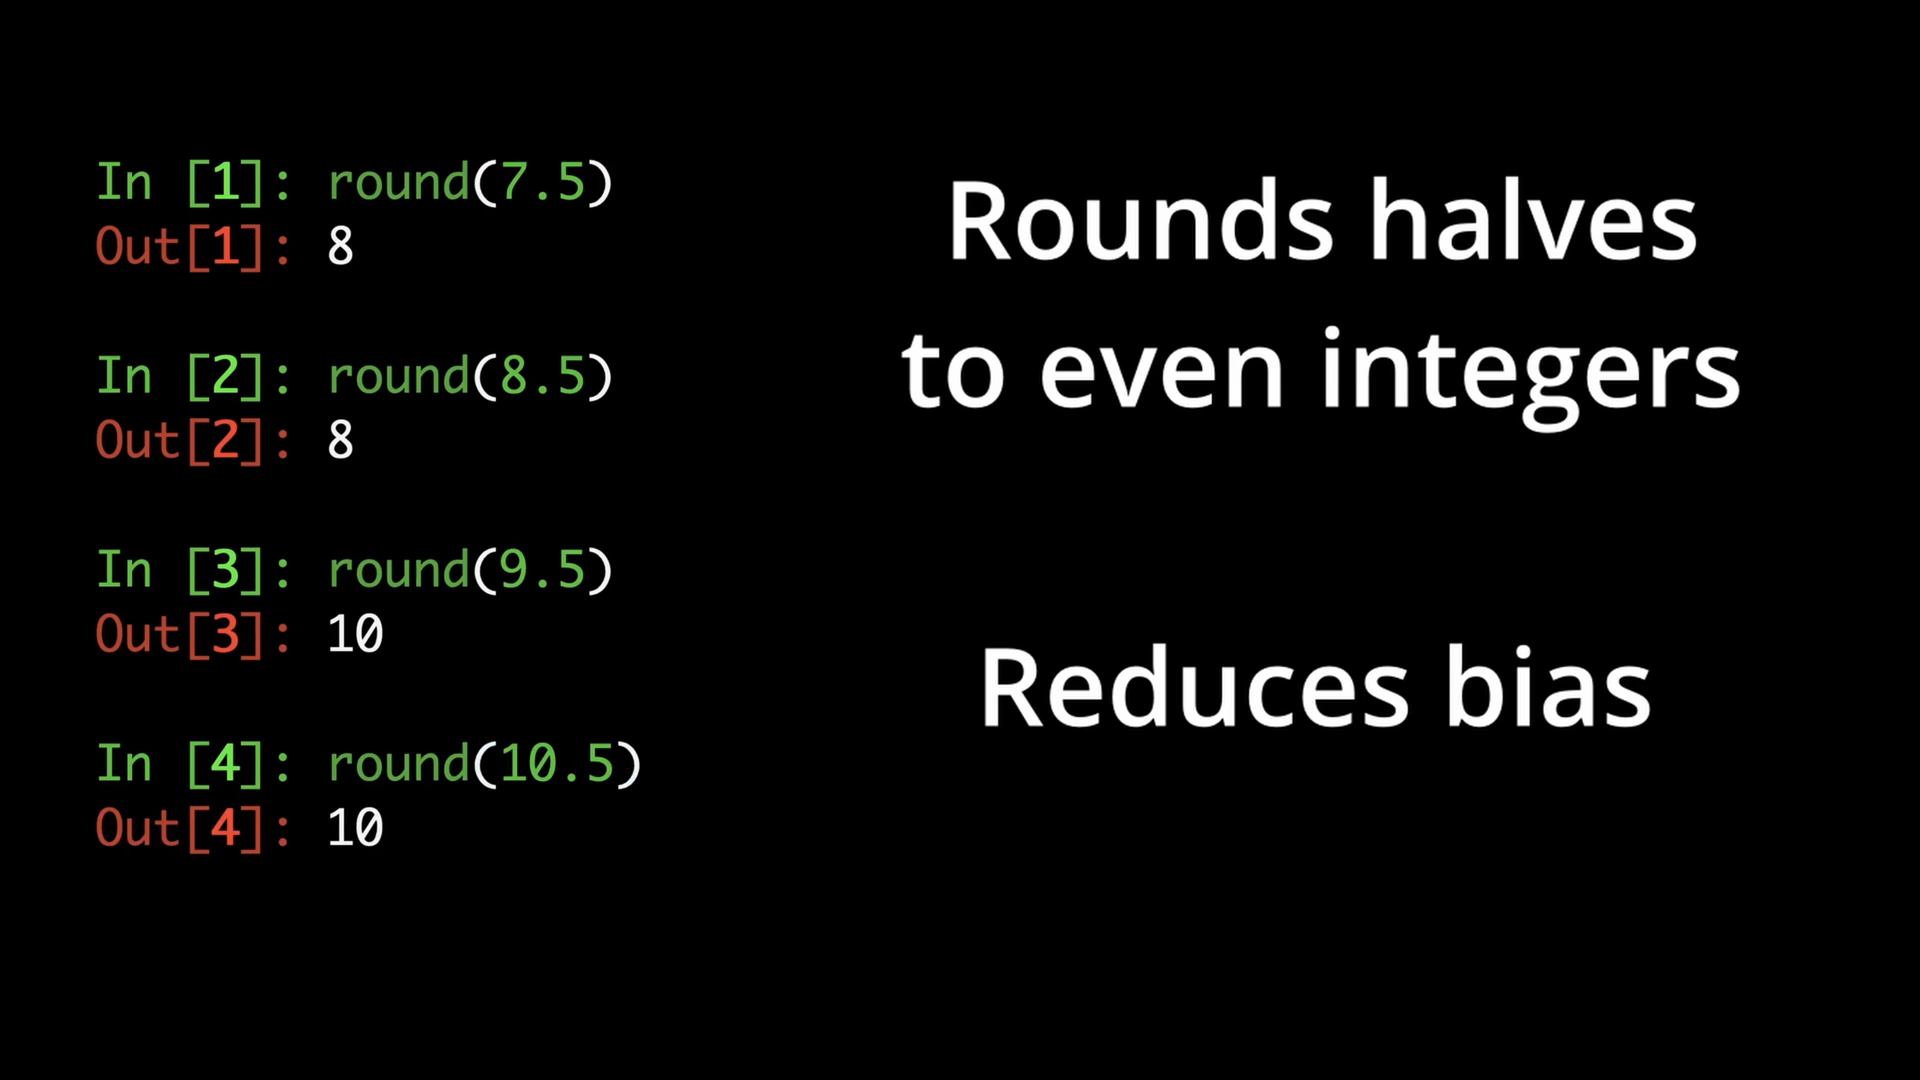 In [1]: round(7.5)
Out[1]: 8
In [2]: round(8.5)
Out[2]: 8
In [3]: round(9.5)
Out[3]: 10
In [4]: round(10.5)
Out[4]: 10
Rounds halves
to even integers
Reduces bias